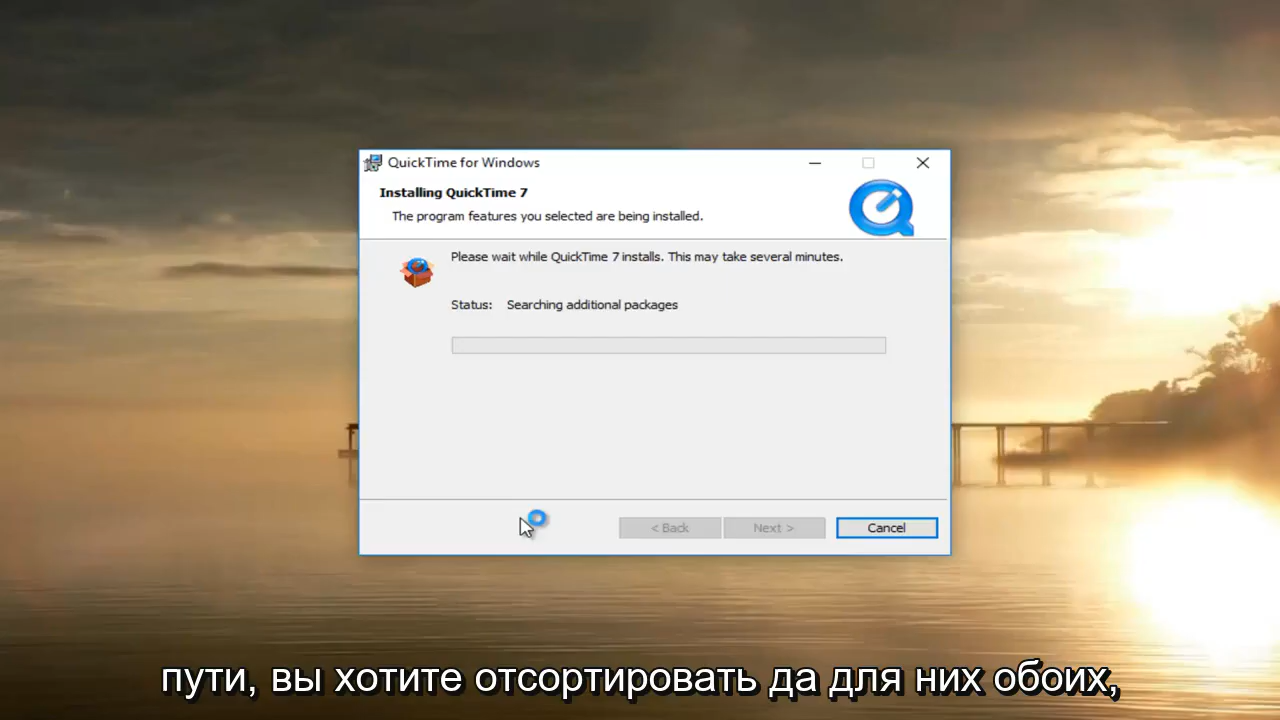 QuickTime for Windows
Installing QuickTime 7
The program features you selected are being installed.
Please wait while QuickTime 7 installs. This may take several minutes.
Status: Searching additional packages
< Back Next > Cancel
пути, вы хотите отсортировать да для них обоих,